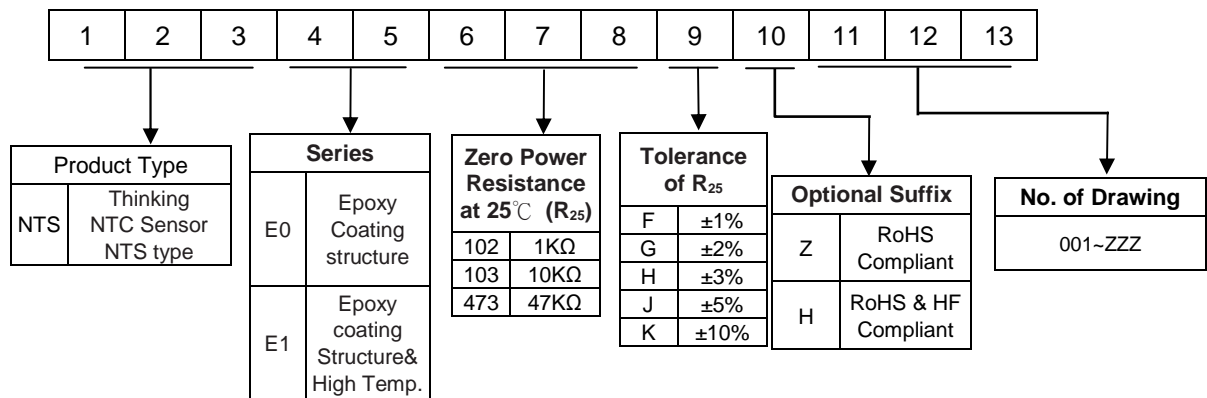 1 2 3 4 5 6 7 8 9 10 11 12 13
Product Type
NTS
Thinking
NTC Sensor
NTS type
Series
E0
Epoxy
Coating
structure
E1
Epoxy
coating
Structure&
High Temp.
Zero Power
Resistance
at 25℃ (R25)
102 1KΩ
103 10KΩ
473 47KΩ
Tolerance
of R25
F ±1%
G ±2%
H ±3%
J ±5%
K ±10%
Optional Suffix
Z
RoHS
Compliant
H
RoHS & HF
Compliant
No. of Drawing
001~ZZZ